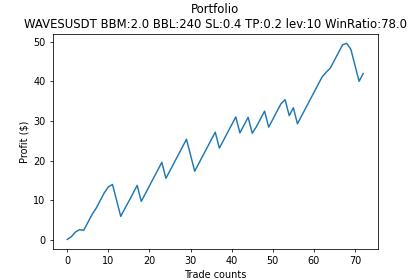 Portfolio
WAVESUSDT BBM:2.0 BBL:240 SL:0.4 TP:0.2 lev:10 WinRatio:78.0
Profit ($)
50
40
30
20
10
0
0 10 20 30 40 50 60 70
Trade counts